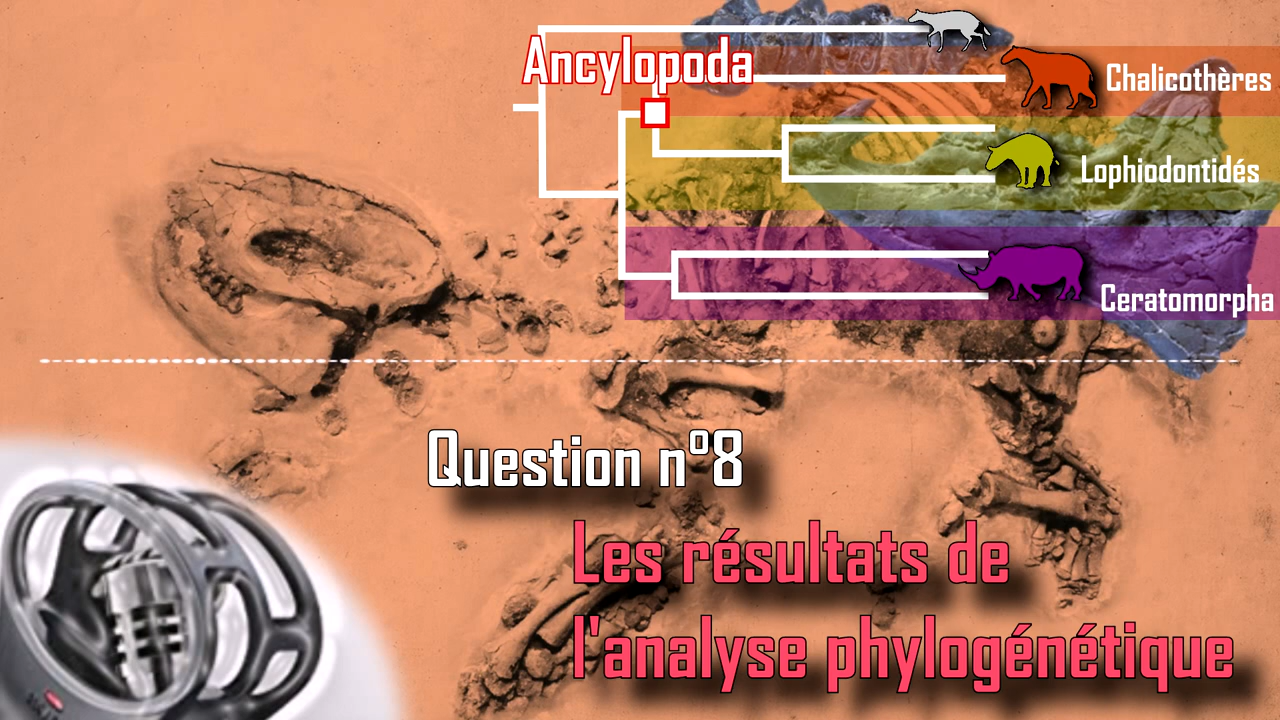 Ancylopoda
Chalicothères
Lophiodontidés
Ceratomorpha
Question n°8
Les résultats de
l'analyse phylogénétique